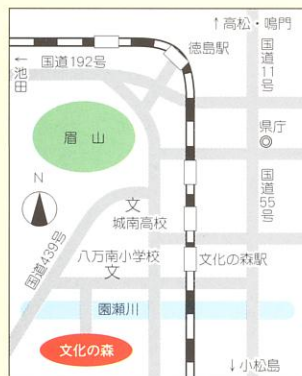 ↑高松・鳴門
徳島駅
国道11号
←池田
国道192号
眉山
県庁
国道55号
N
文
城南高校
八万南小学校
文
文化の森駅
国道439号
園瀬川
文化の森
↓小松島